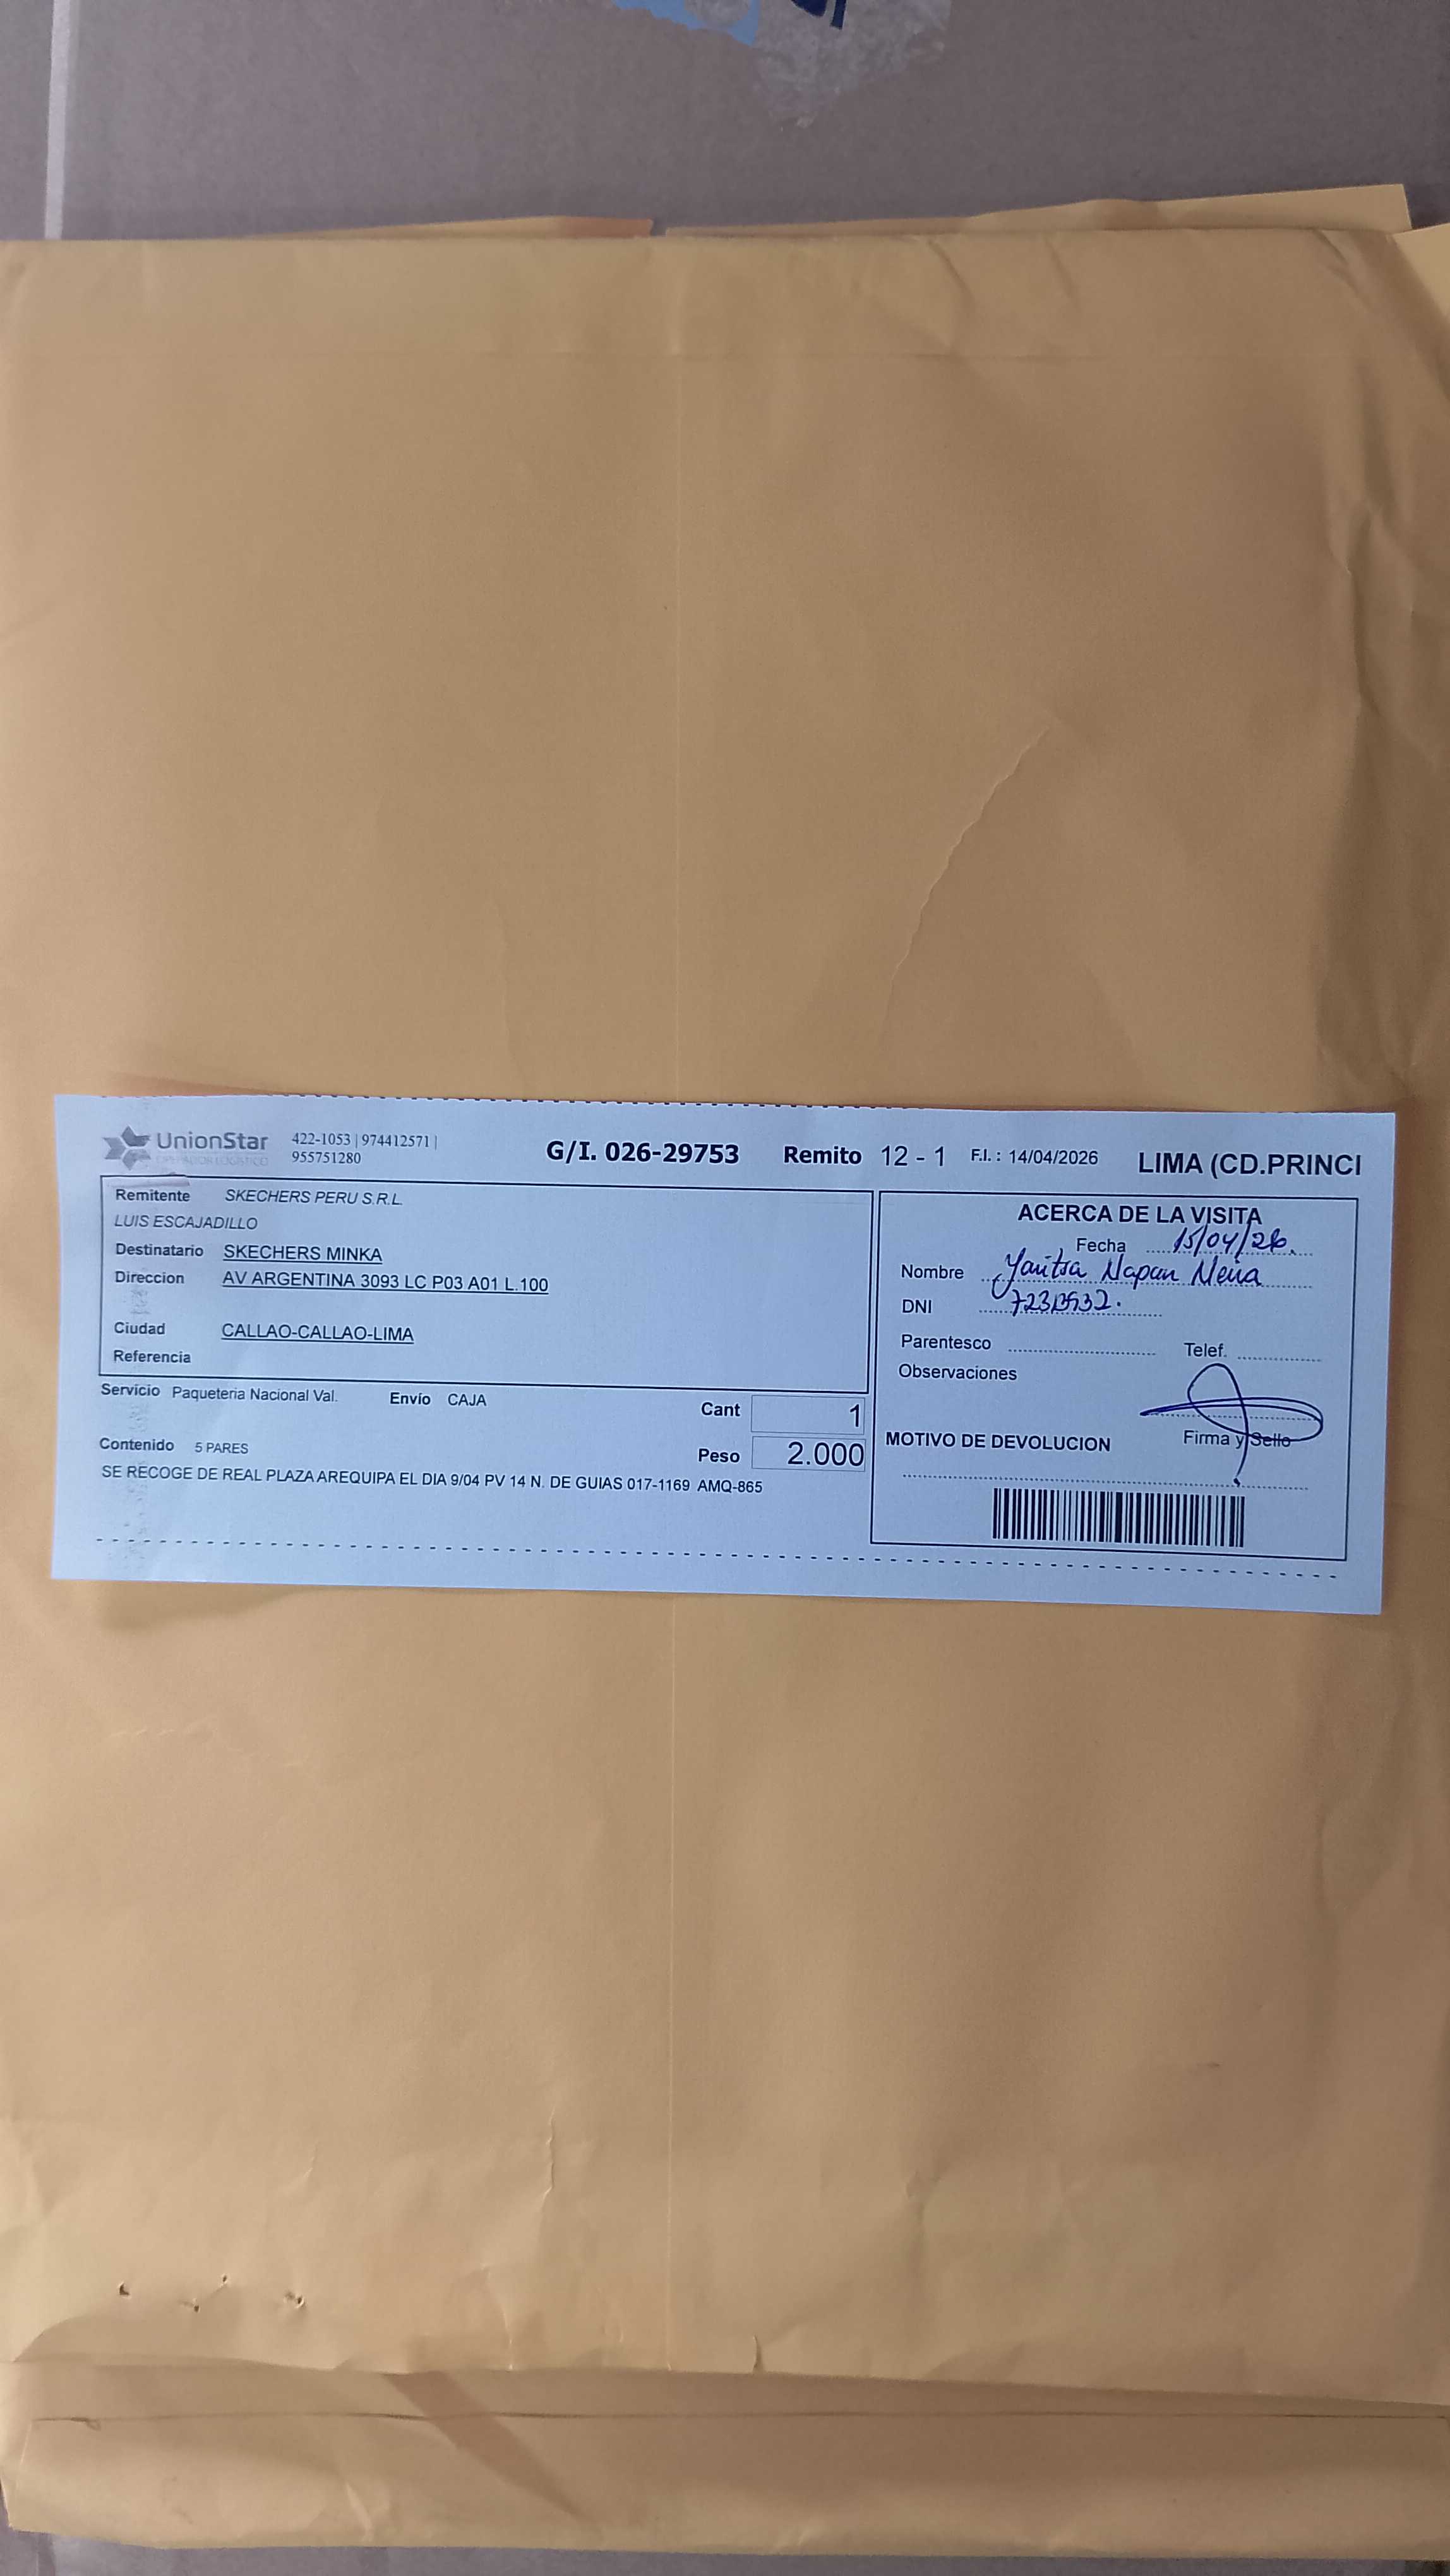 UnionStar
OPERADOR LOGISTICO
422-1053 | 974412571 |
955751280
G/I. 026-29753 Remito 12 - 1 F.I. : 14/04/2026 LIMA (CD.PRINCI
Remitente SKECHERS PERU S.R.L.
LUIS ESCAJADILLO
Destinatario SKECHERS MINKA
Direccion AV ARGENTINA 3093 LC P03 A01 L.100
Ciudad CALLAO-CALLAO-LIMA
Referencia
Servicio Paqueteria Nacional Val. Envío CAJA
Cant 1
Contenido 5 PARES
Peso 2.000
SE RECOGE DE REAL PLAZA AREQUIPA EL DIA 9/04 PV 14 N. DE GUIAS 017-1169 AMQ-865
ACERCA DE LA VISITA
Fecha 15/04/26.
Nombre Napan
DNI
Parentesco Telef.
Observaciones
Firma y Sello
MOTIVO DE DEVOLUCION